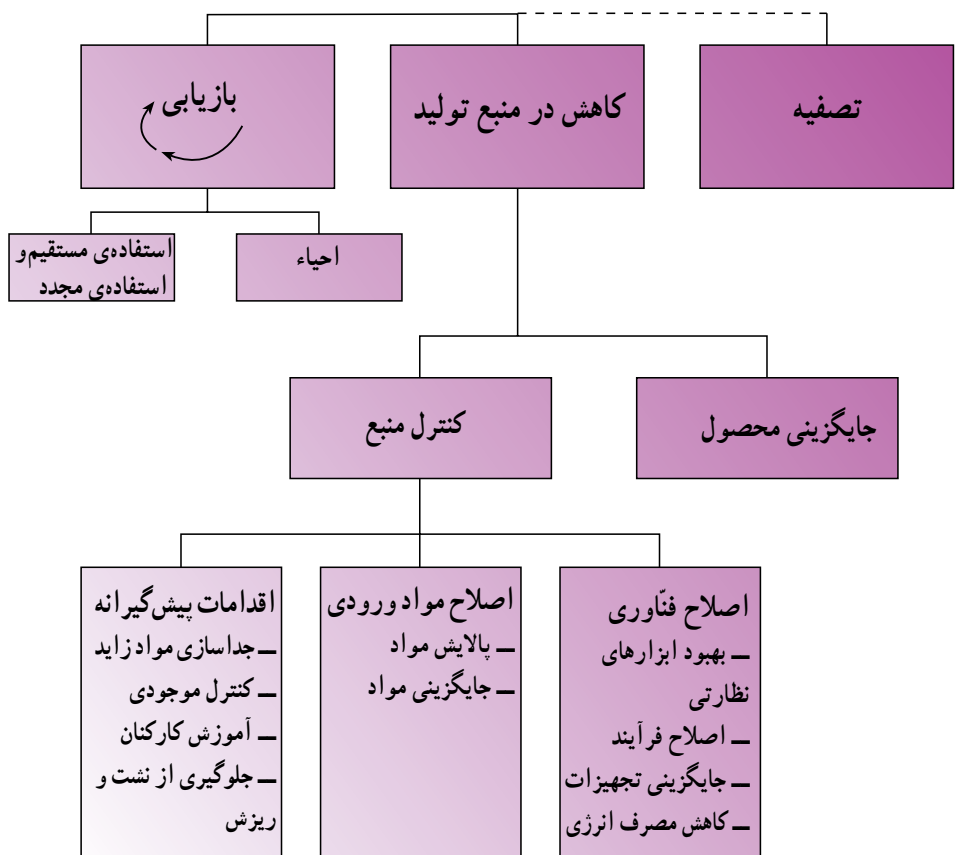 تصفیه
کاهش در منبع تولید
بازیابی
احیاء
استفاده‌ی مستقیم و
استفاده‌ی مجدد
جایگزینی محصول
کنترل منبع
اصلاح فنّاوری
ــ بهبود ابزارهای
نظارتی
ــ اصلاح فرآیند
ــ جایگزینی تجهیزات
ــ کاهش مصرف انرژی
اصلاح مواد ورودی
ــ پالایش مواد
ــ جایگزینی مواد
اقدامات پیش‌گیرانه
ــ جداسازی مواد زاید
ــ کنترل موجودی
ــ آموزش کارکنان
ــ جلوگیری از نشت و
ریزش